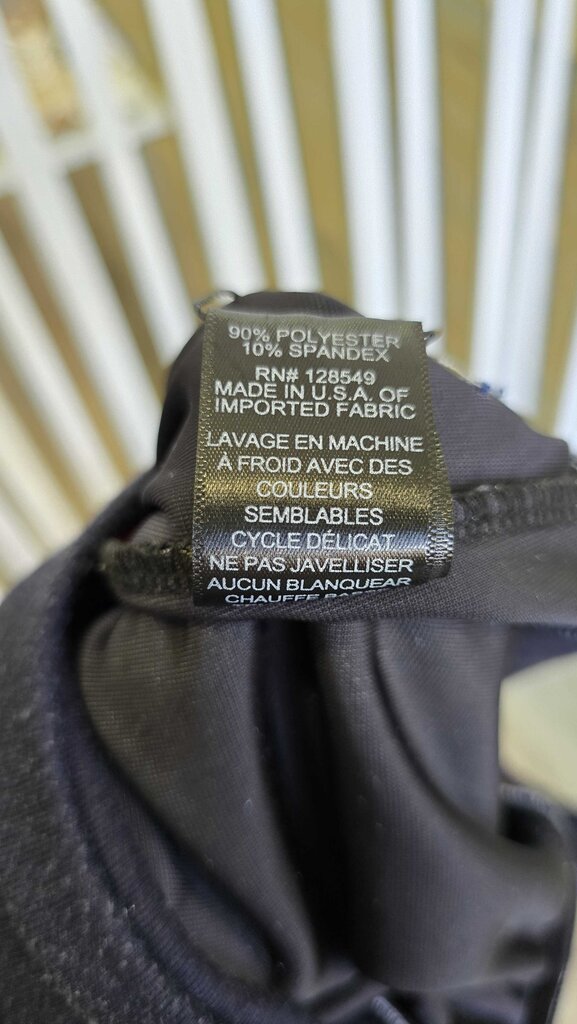 90% POLYESTER
10% SPANDEX
RN# 128549
MADE IN U.S.A. OF
IMPORTED FABRIC
LAVAGE EN MACHINE
À FROID AVEC DES
COULEURS
SEMBLABLES
CYCLE DÉLICAT
NE PAS JAVELLISER
AUCUN BLANQUEAR
CHAUFFE